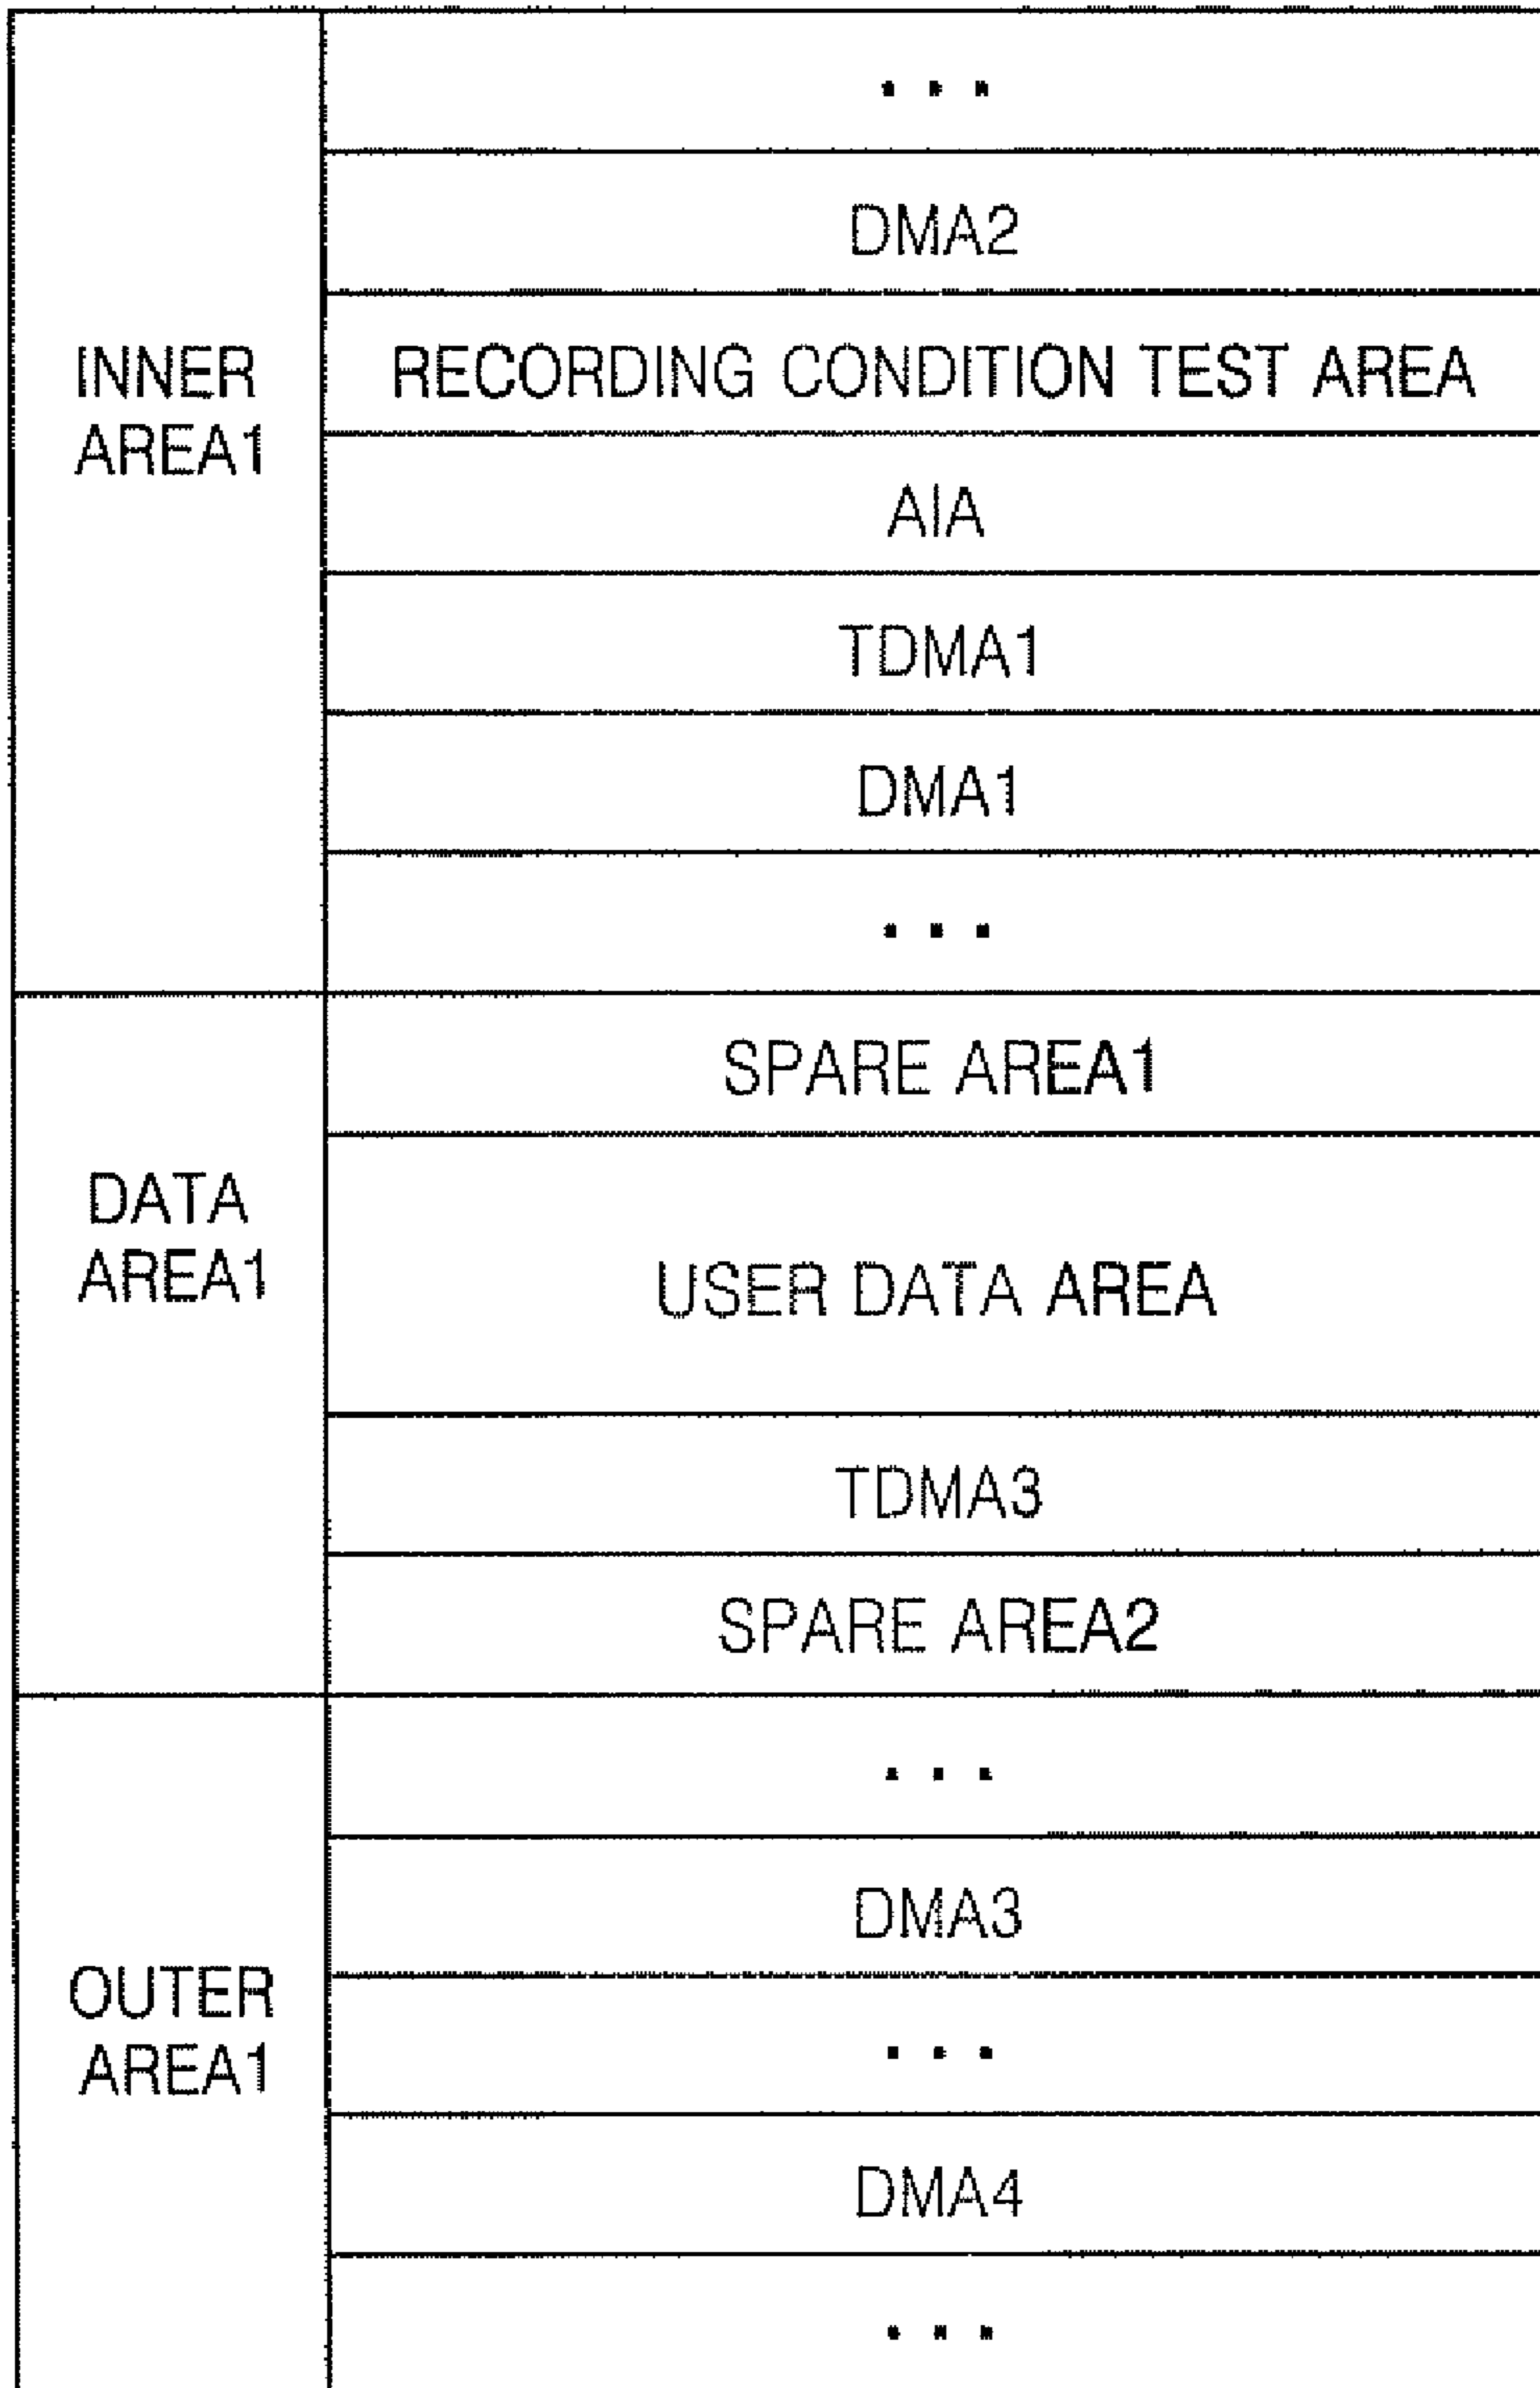 . . .
DMA2
INNER
AREA1
RECORDING CONDITION TEST AREA
AIA
TDMA1
DMA1
. . .
SPARE AREA1
DATA
AREA1
USER DATA AREA
TDMA3
SPARE AREA2
. . .
DMA3
OUTER
AREA1
. . .
DMA4
. . .